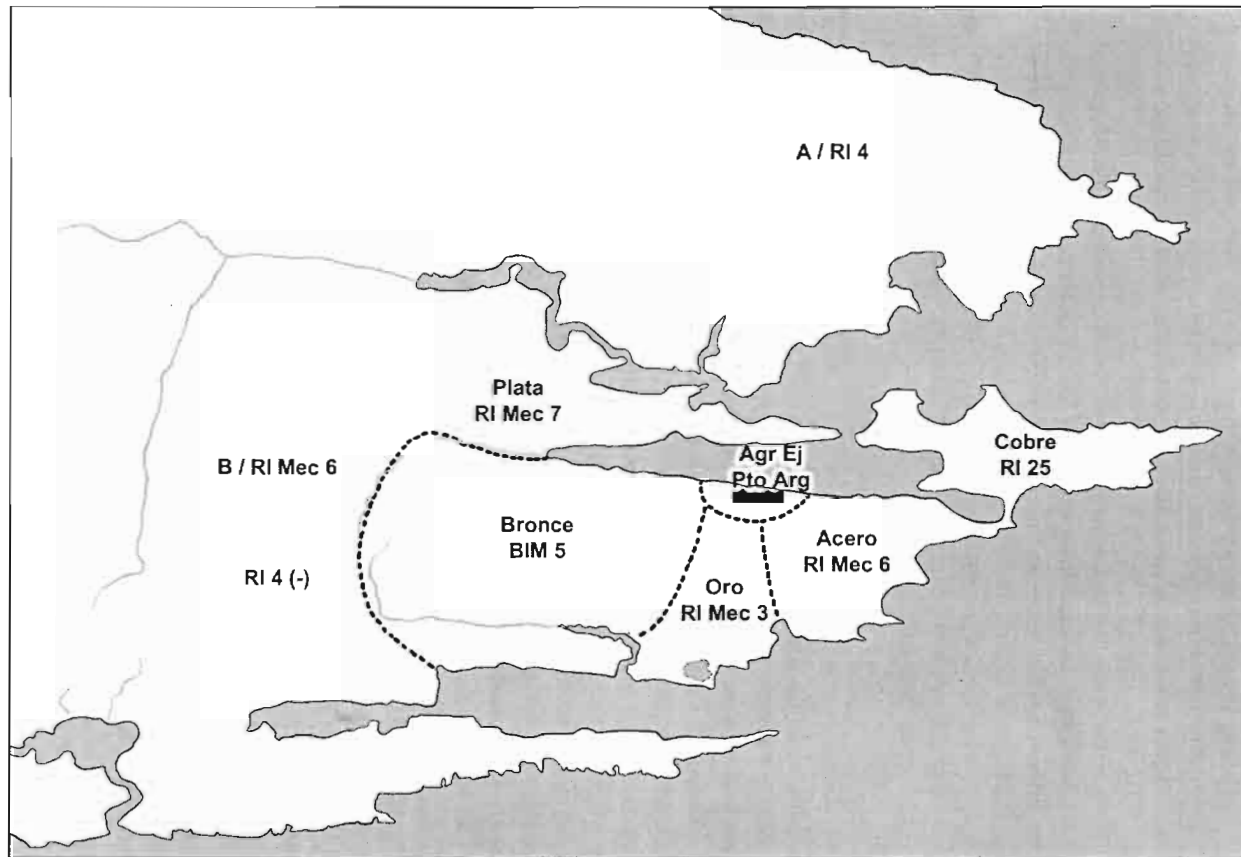 A / RI 4
Plata
RI Mec 7
Agr Ej
Pto Arg
Cobre
RI 25
B / RI Mec 6
Bronce
BIM 5
Acero
RI Mec 6
RI 4 (-)
Oro
RI Mec 3